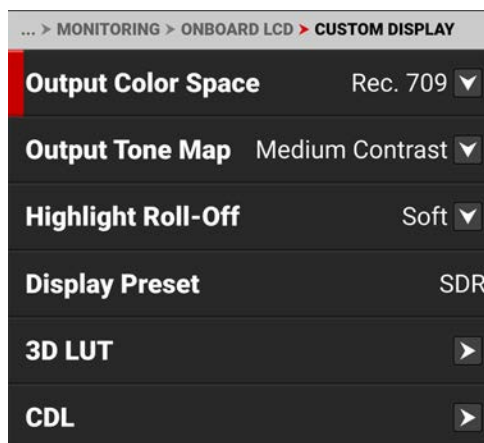 ... > MONITORING > ONBOARD LCD > CUSTOM DISPLAY
Output Color Space Rec. 709
Output Tone Map Medium Contrast
Highlight Roll-Off Soft
Display Preset SDR
3D LUT
CDL